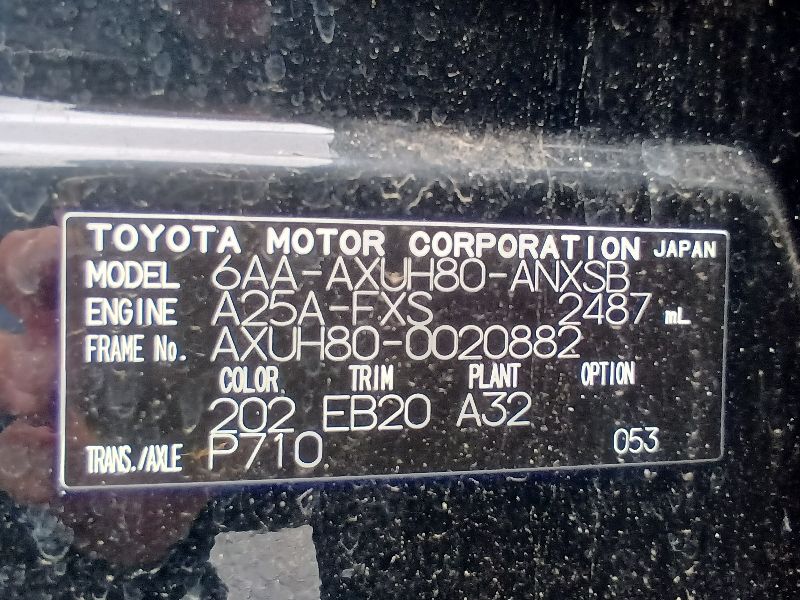 TOYOTA MOTOR CORPORATION JAPAN
MODEL 6AA-AXUH80-ANXSB
ENGINE A25A-FXS 2487 mL
FRAME No. AXUH80-0020882
COLOR TRIM PLANT OPTION
202 EB20 A32
TRANS./AXLE P710 053